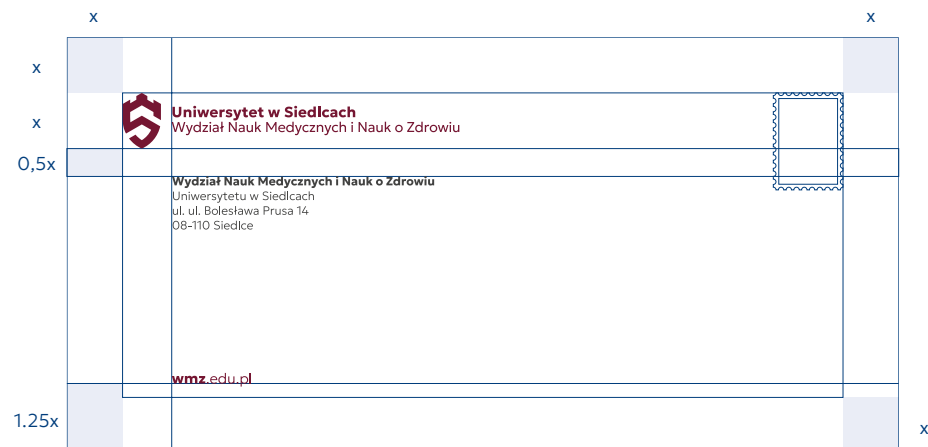 x
x
x
x
Uniwersytet w Siedlcach
Wydział Nauk Medycznych i Nauk o Zdrowiu
0,5x
Wydział Nauk Medycznych i Nauk o Zdrowiu
Uniwersytetu w Siedlcach
ul. ul. Bolesława Prusa 14
08-110 Siedlce
wmz.edu.pl
1.25x
x